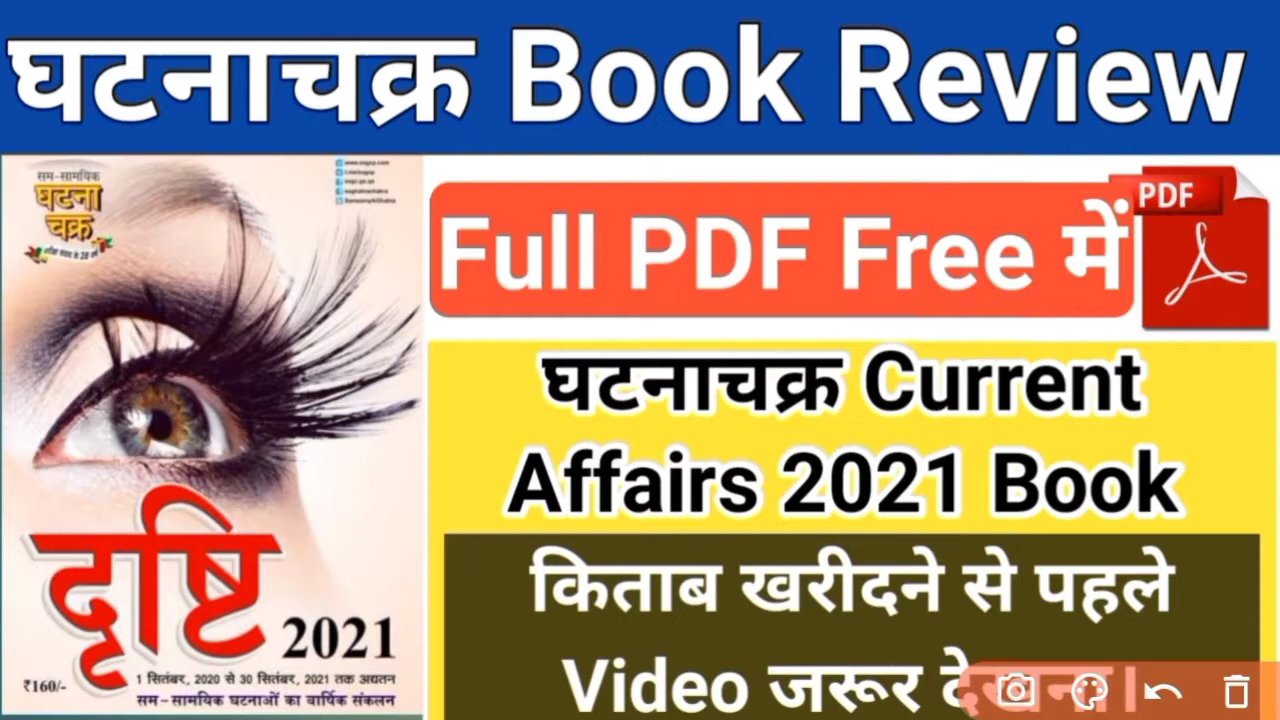 घटनाचक्र Book Review
सम-सामयिक
घटना
चक्र
Full PDF Free में
PDF
घटनाचक्र Current
Affairs 2021 Book
किताब खरीदने से पहले
Video जरूर देखना।
दृष्टि
2021
₹160/-
1 सितंबर, 2020 से 30 सितंबर, 2021 तक अद्यतन
सम-सामयिक घटनाओं का वार्षिक संकलन